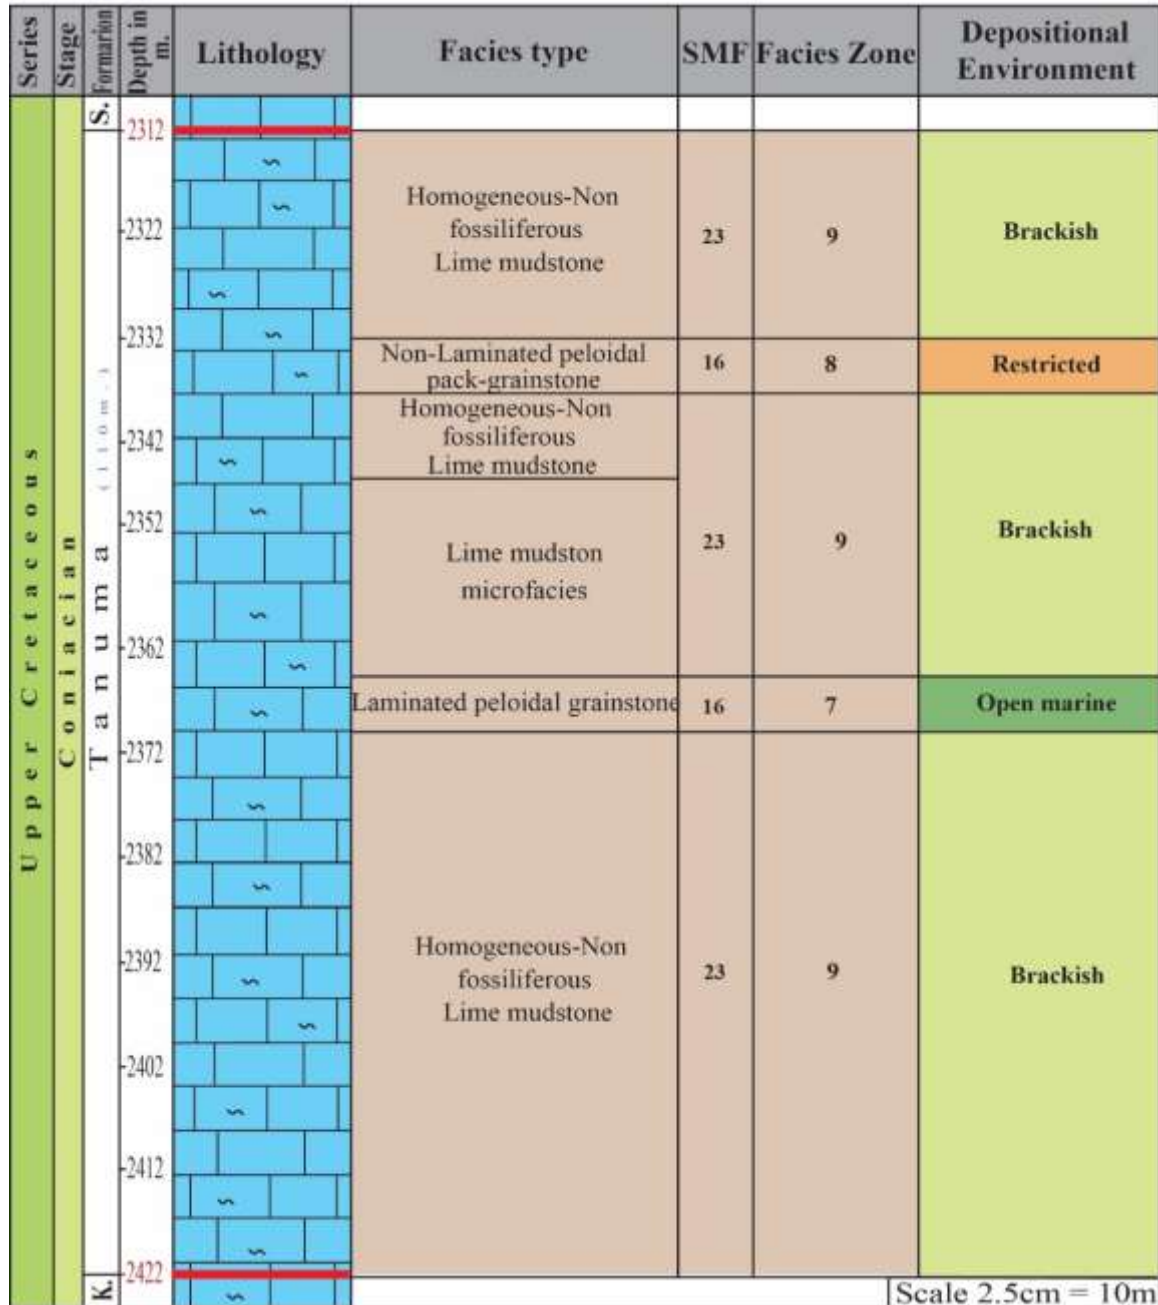 Series
Stage
Formarion
Depth in m.
Lithology
Facies type
SMF
Facies Zone
Depositional
Environment
Upper Cretaceous
Coniacian
S.
Tanuma (110m.)
K.
2312
2322
2332
2342
2352
2362
2372
2382
2392
2402
2412
2422
Homogeneous-Non
fossiliferous
Lime mudstone
23
9
Brackish
Non-Laminated peloidal
pack-grainstone
16
8
Restricted
Homogeneous-Non
fossiliferous
Lime mudstone
Lime mudston
microfacies
23
9
Brackish
Laminated peloidal grainstone
16
7
Open marine
Homogeneous-Non
fossiliferous
Lime mudstone
23
9
Brackish
Scale 2.5cm = 10m